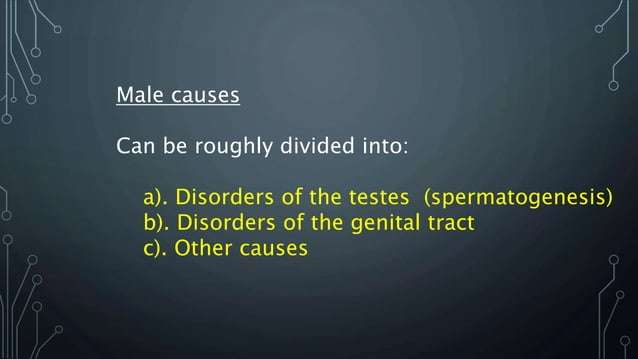 Male causes
Can be roughly divided into:
a). Disorders of the testes (spermatogenesis)
b). Disorders of the genital tract
c). Other causes